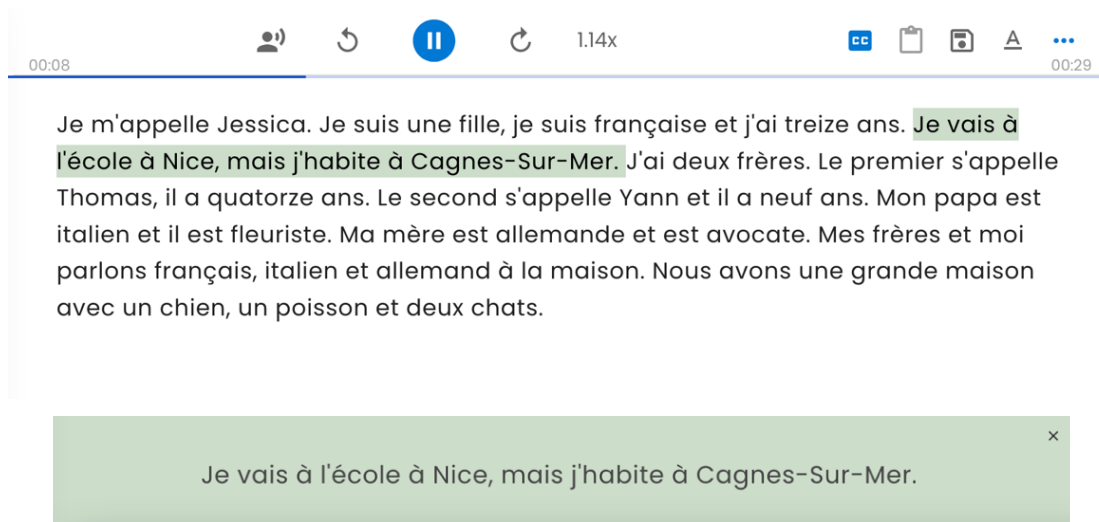 1.14x
CC
A
00:08
00:29
Je m'appelle Jessica. Je suis une fille, je suis française et j'ai treize ans. Je vais à
l'école à Nice, mais j'habite à Cagnes-Sur-Mer. J'ai deux frères. Le premier s'appelle
Thomas, il a quatorze ans. Le second s'appelle Yann et il a neuf ans. Mon papa est
italien et il est fleuriste. Ma mère est allemande et est avocate. Mes frères et moi
parlons français, italien et allemand à la maison. Nous avons une grande maison
avec un chien, un poisson et deux chats.
Je vais à l'école à Nice, mais j'habite à Cagnes-Sur-Mer.